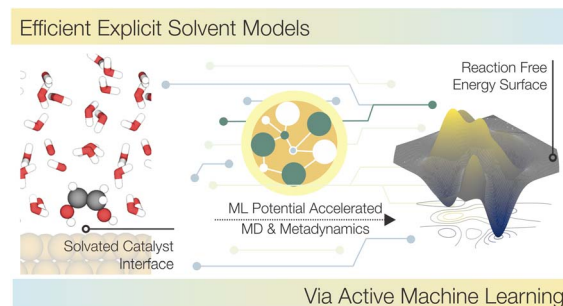 Efficient Explicit Solvent Models
Reaction Free
Energy Surface
ML Potential Accelerated
MD & Metadynamics
Solvated Catalyst
Interface
Via Active Machine Learning